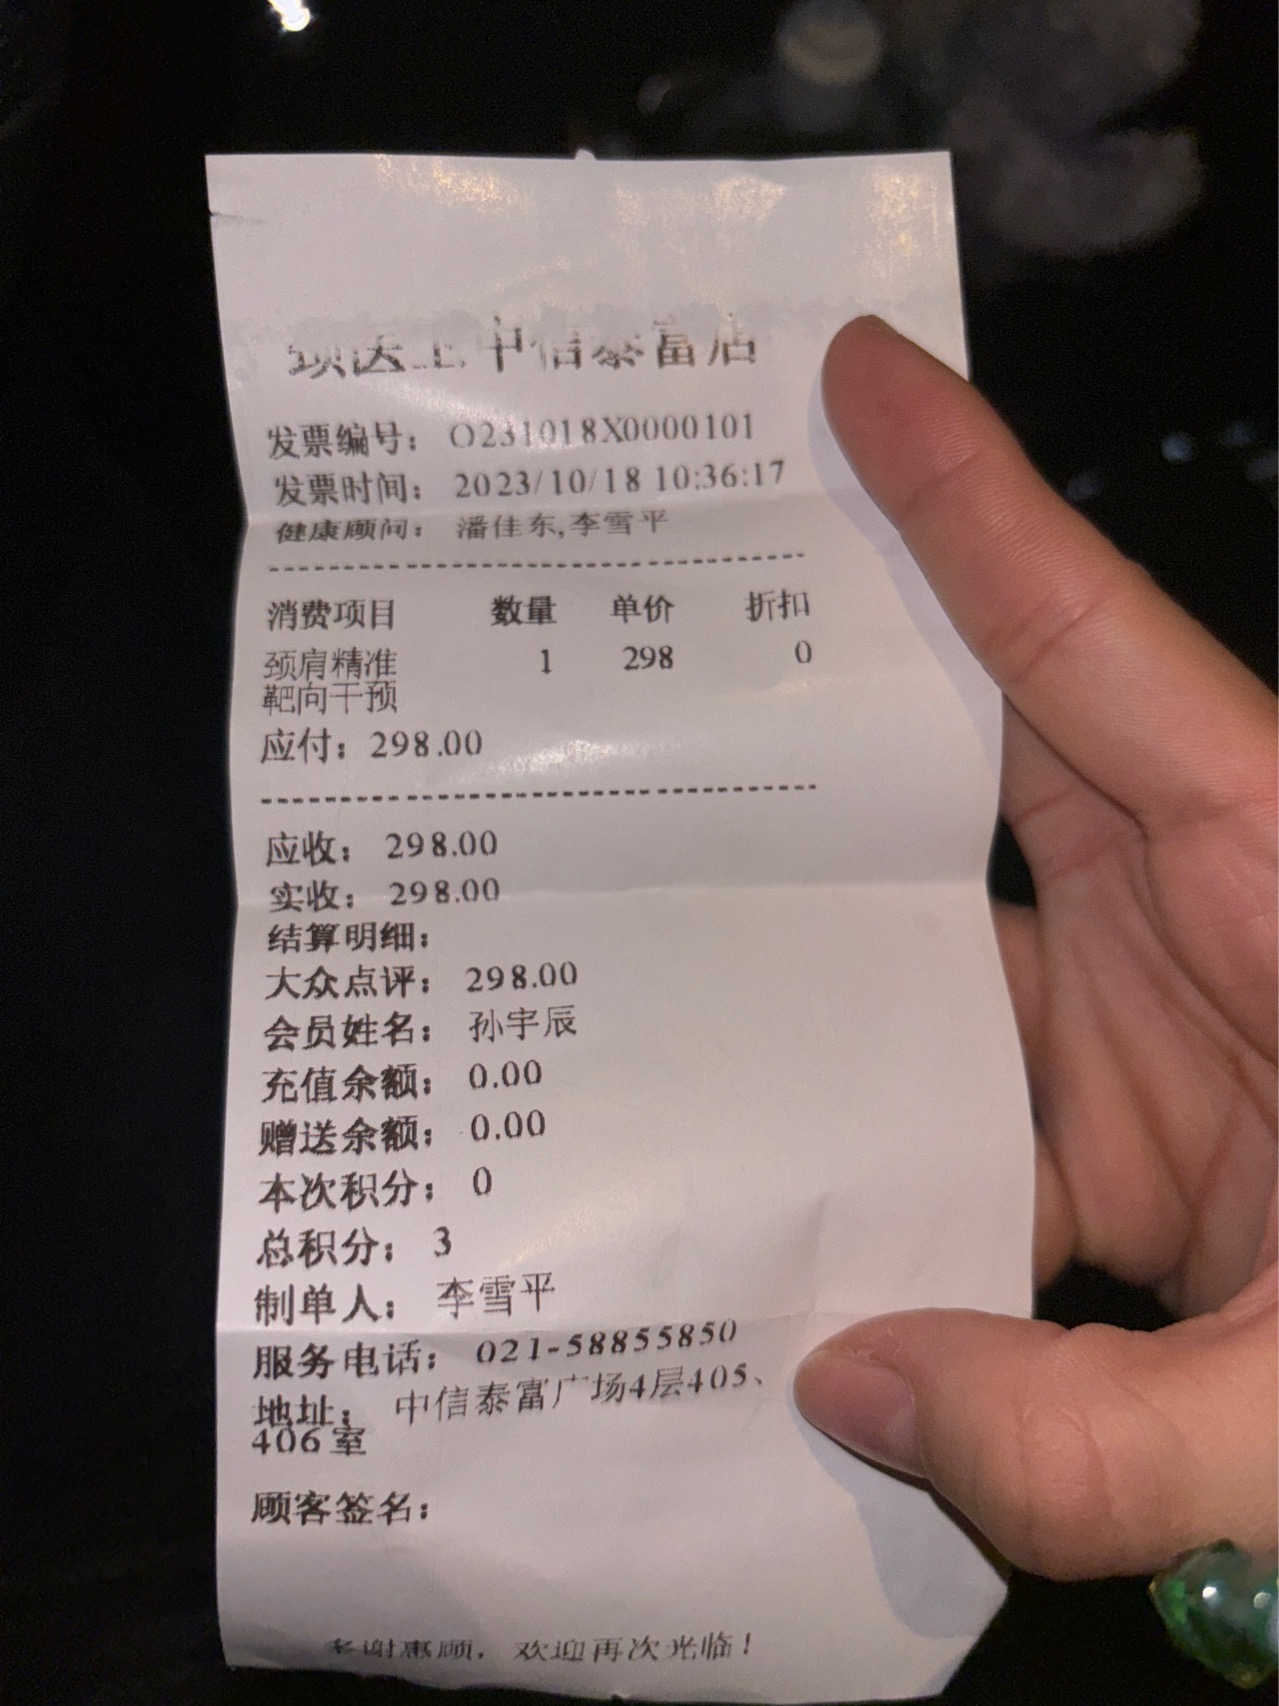 中信泰富店
发票编号: O231018X0000101
发票时间: 2023/10/18 10:36:17
健康顾问: 潘佳东,李雪平
消费项目 数量 单价 折扣
颈肩精准 1 298 0
靶向干预
应付: 298.00
应收: 298.00
实收: 298.00
结算明细:
大众点评: 298.00
会员姓名: 孙宇辰
充值余额: 0.00
赠送余额: 0.00
本次积分: 0
总积分: 3
制单人: 李雪平
服务电话: 021-58855850
地址: 中信泰富广场4层405、
406室
顾客签名:
多谢惠顾，欢迎再次光临!